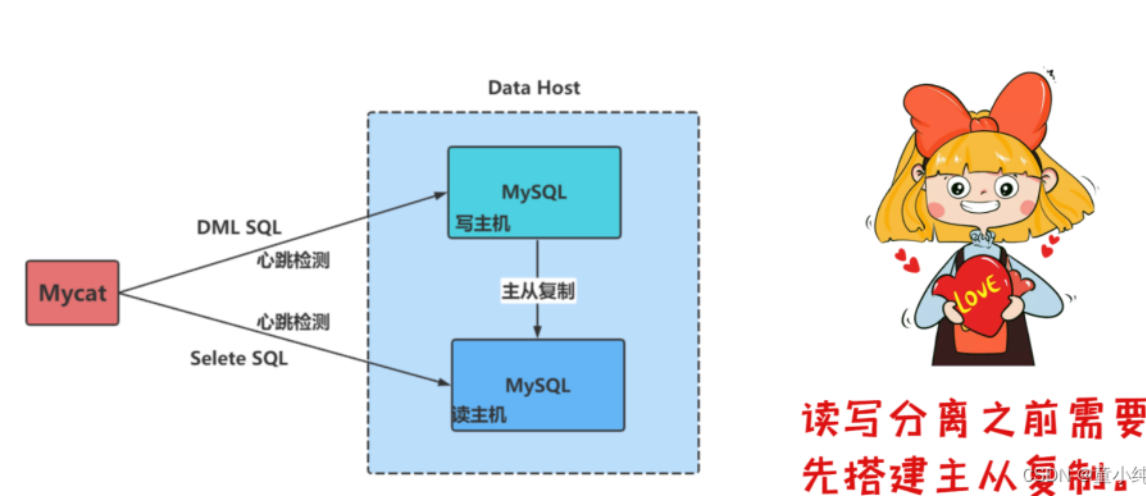 Data Host
MySQL
写主机
DML SQL
心跳检测
Mycat
主从复制
心跳检测
Selete SQL
MySQL
读主机
LOVE
读写分离之前需要
先搭建主从复制。
CSDN @童小纯